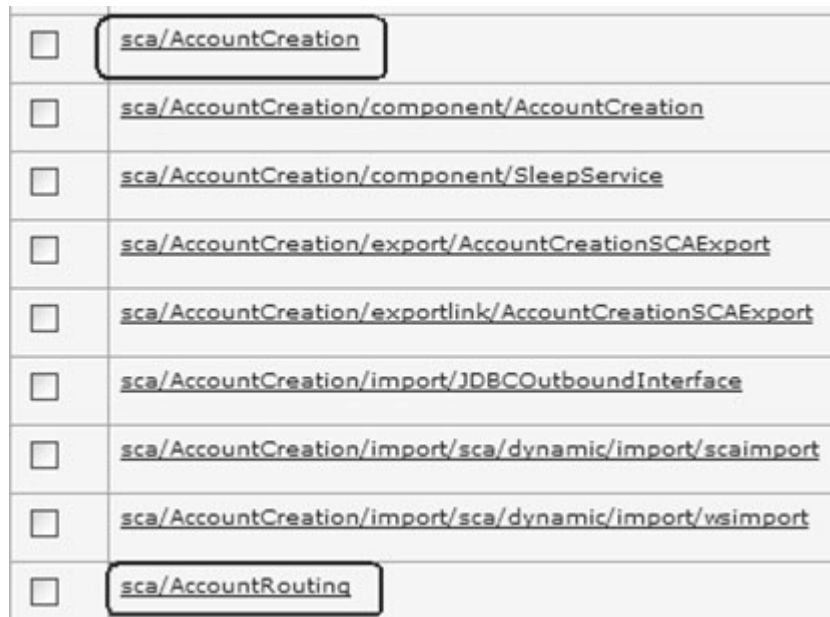 sca/AccountCreation
sca/AccountCreation/component/AccountCreation
sca/AccountCreation/component/SleepService
sca/AccountCreation/export/AccountCreationSCAExport
sca/AccountCreation/exportlink/AccountCreationSCAExport
sca/AccountCreation/import/JDBCOutboundInterface
sca/AccountCreation/import/sca/dynamic/import/scaimport
sca/AccountCreation/import/sca/dynamic/import/wsimport
sca/AccountRouting